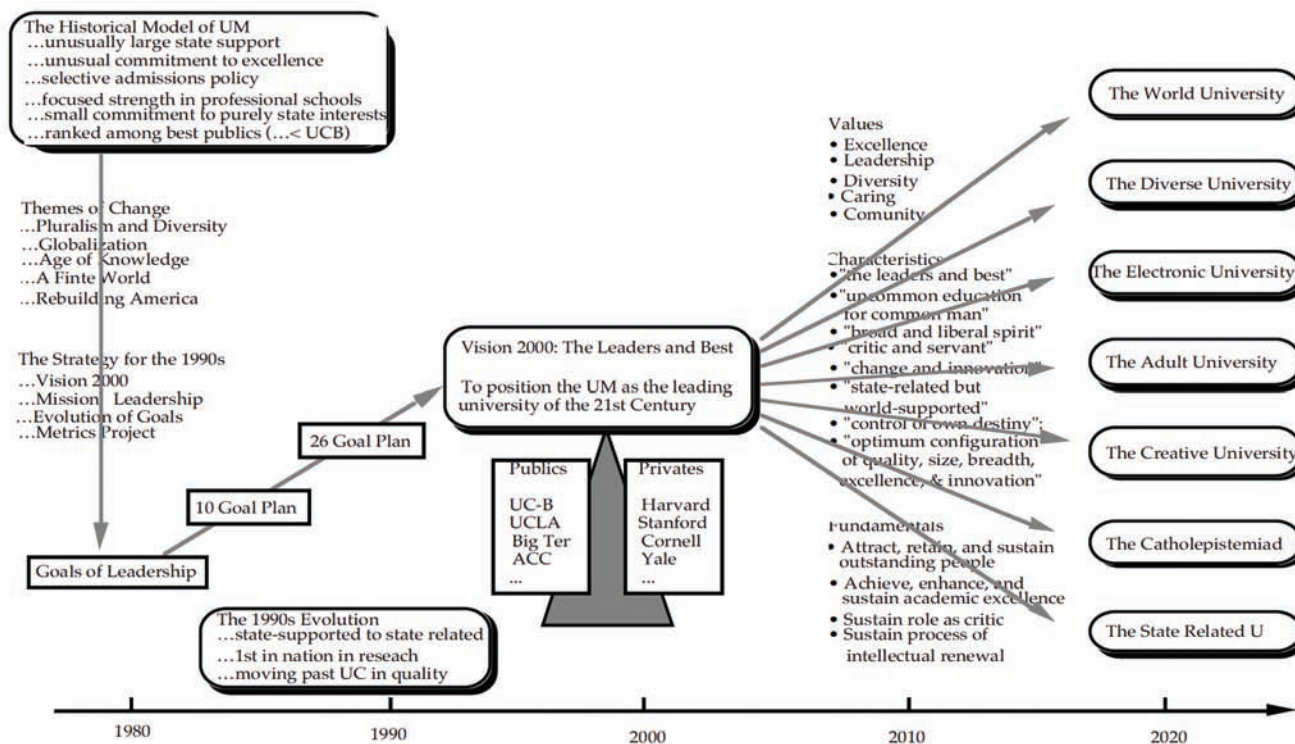 The Historical Model of UM
…unusually large state support
…unusual commitment to excellence
…selective admissions policy
…focused strength in professional schools
…small commitment to purely state interests
…ranked among best publics (…< UCB)
Themes of Change
…Pluralism and Diversity
…Globalization
…Age of Knowledge
…A Finte World
…Rebuilding America
The Strategy for the 1990s
…Vision 2000
…Mission Leadership
…Evolution of Goals
…Metrics Project
Goals of Leadership
10 Goal Plan
26 Goal Plan
The 1990s Evolution
…state-supported to state related
…1st in nation in reseach
…moving past UC in quality
Vision 2000: The Leaders and Best
To position the UM as the leading
university of the 21st Century
Publics
UC-B
UCLA
Big Ter
ACC
...
Privates
Harvard
Stanford
Cornell
Yale
...
Values
• Excellence
• Leadership
• Diversity
• Caring
• Comunity
Characteristics
• "the leaders and best"
• "uncommon education
for common man"
• "broad and liberal spirit"
• "critic and servant"
• "change and innovation"
• "state-related but
world-supported"
• "control of own destiny";
• "optimum configuration
of quality, size, breadth,
excellence, & innovation"
Fundamentals
• Attract, retain, and sustain
outstanding people
• Achieve, enhance, and
sustain academic excellence
• Sustain role as critic
• Sustain process of
intellectual renewal
The World University
The Diverse University
The Electronic University
The Adult University
The Creative University
The Catholepistemiad
The State Related U
1980
1990
2000
2010
2020